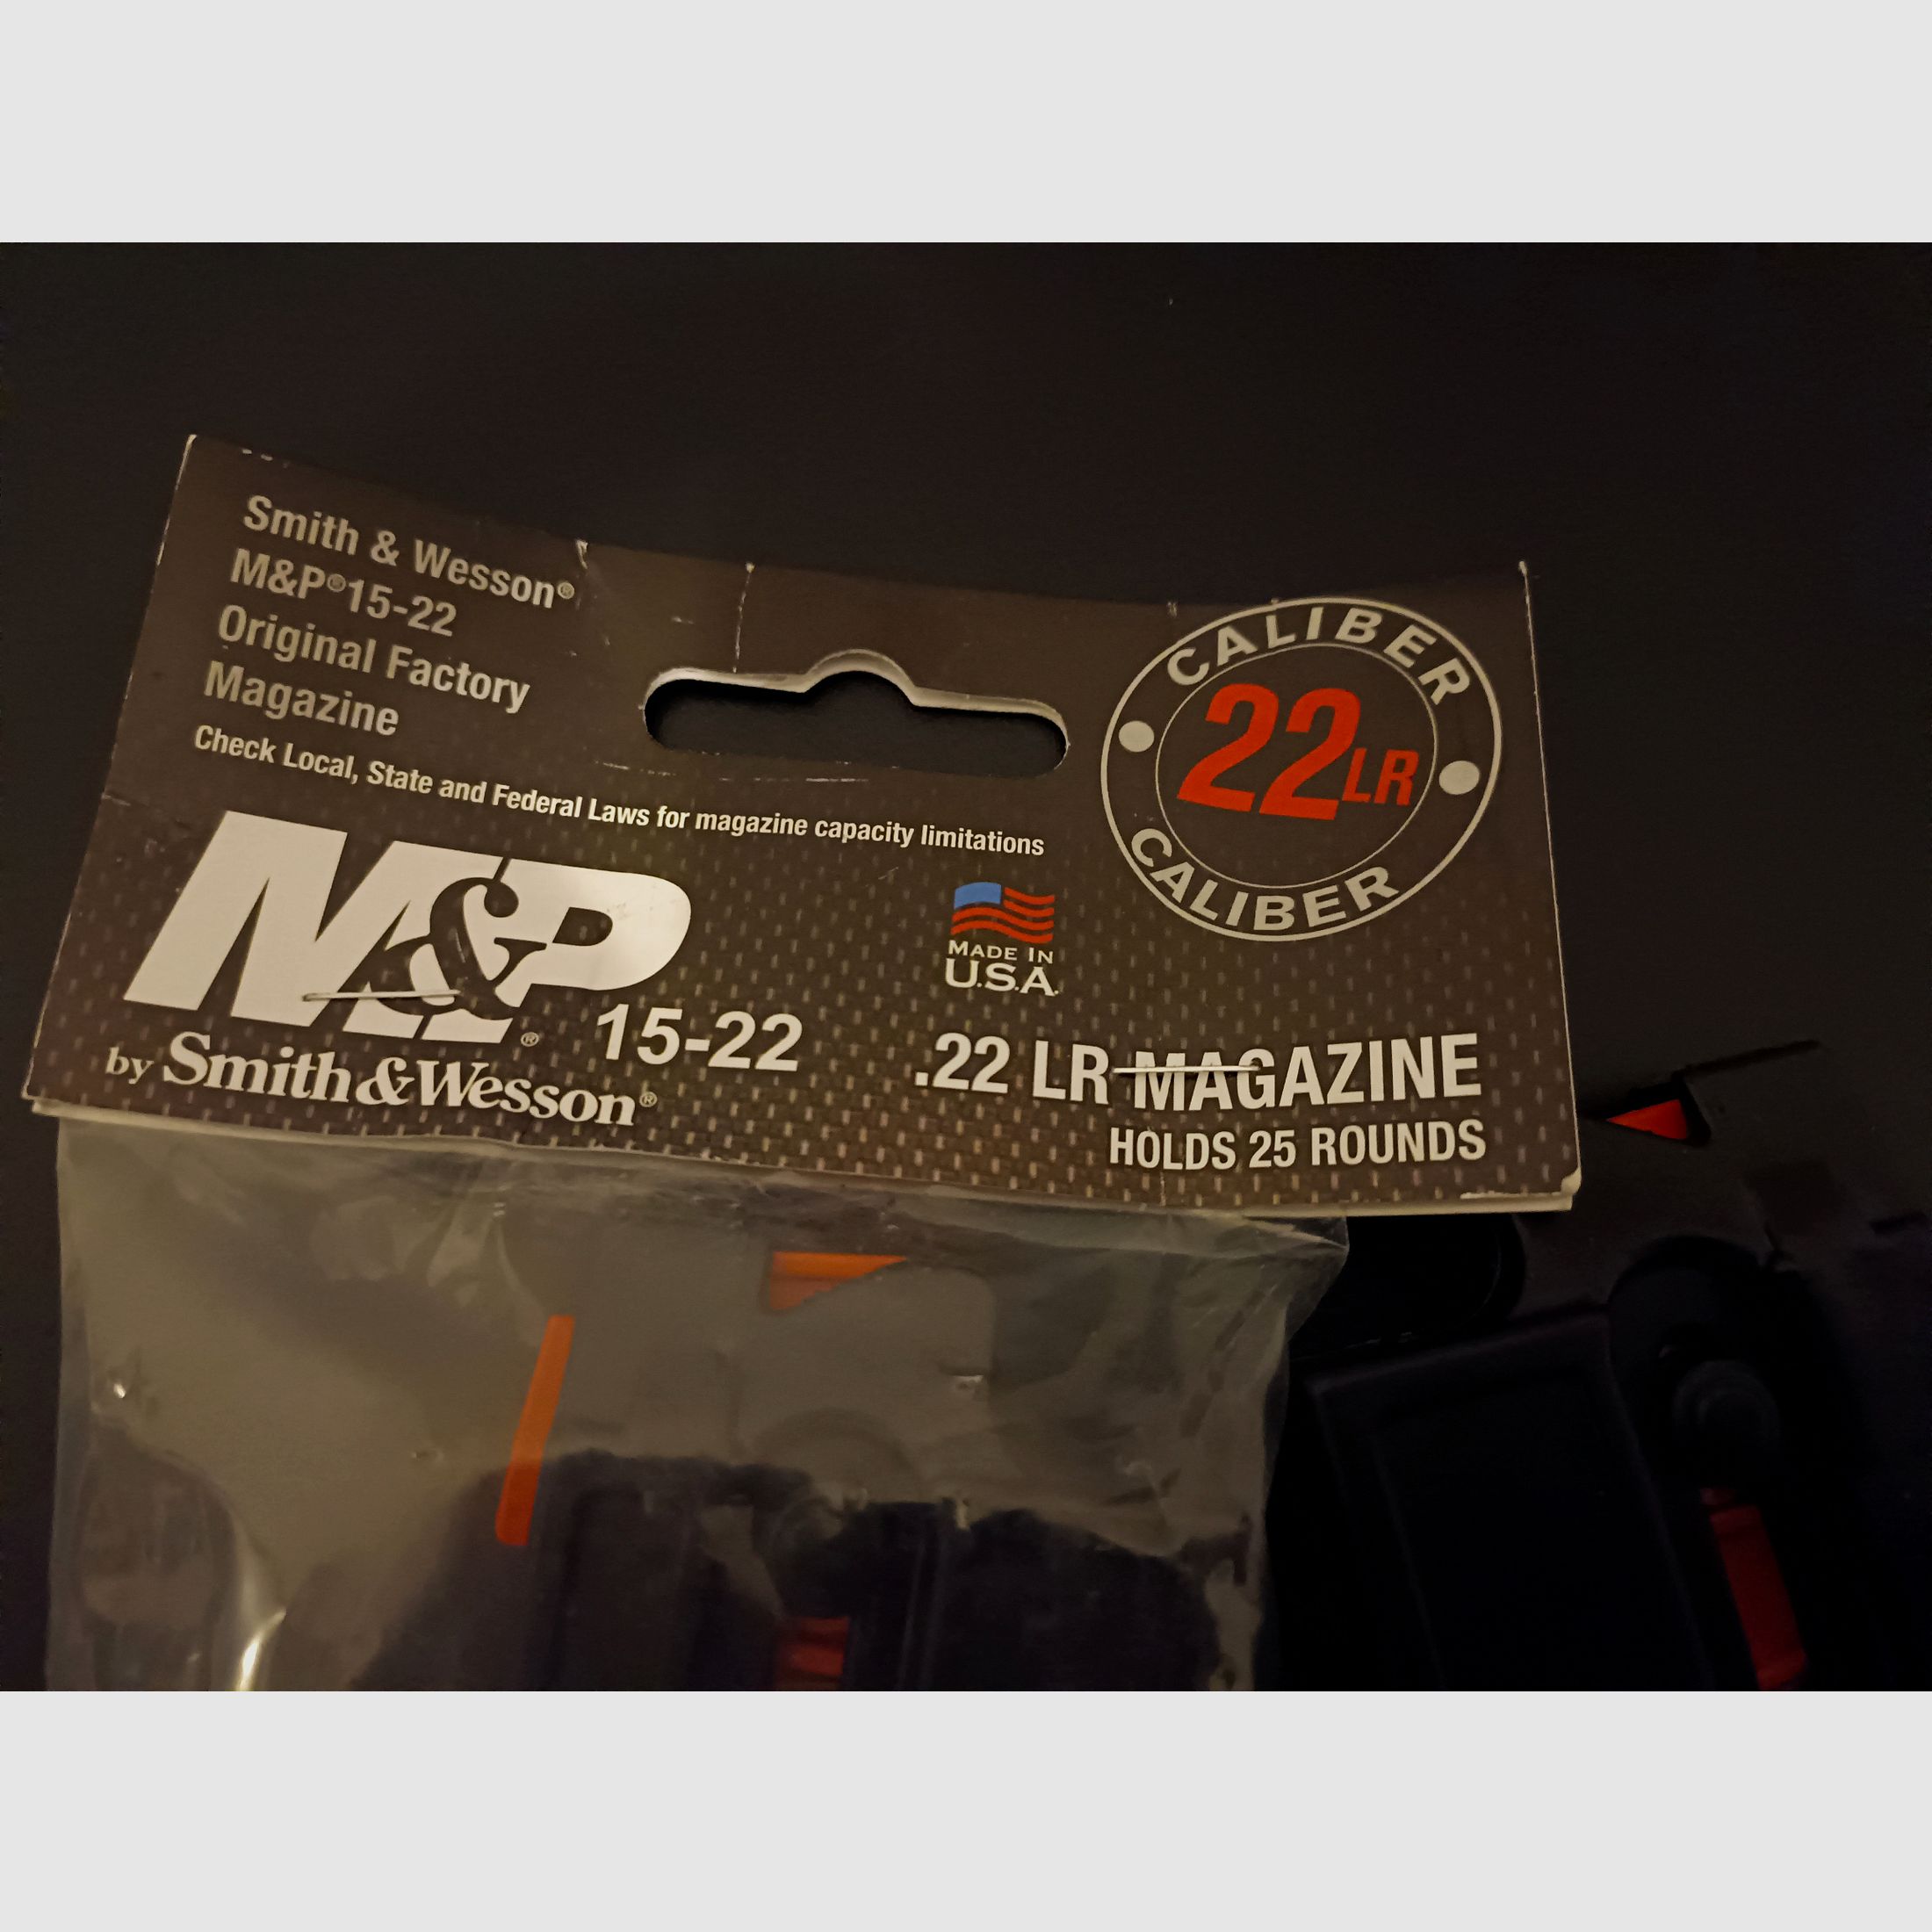 Smith & Wesson®
M&P®15-22
Original Factory
Magazine
Check Local, State and Federal Laws for magazine capacity limitations
CALIBER
22LR
CALIBER
M&P®
15-22
by Smith&Wesson®
MADE IN
U.S.A.
.22 LR MAGAZINE
HOLDS 25 ROUNDS